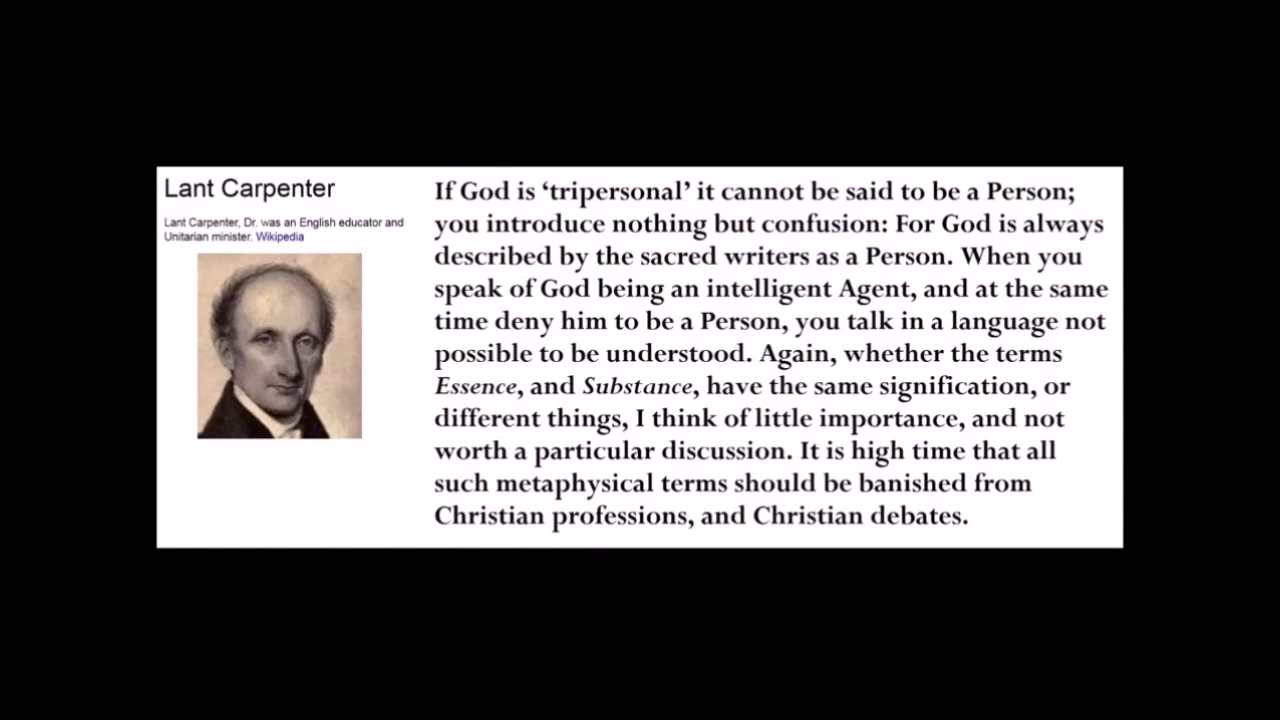 Lant Carpenter
Lant Carpenter, Dr. was an English educator and
Unitarian minister. Wikipedia
If God is ‘tripersonal’ it cannot be said to be a Person;
you introduce nothing but confusion: For God is always
described by the sacred writers as a Person. When you
speak of God being an intelligent Agent, and at the same
time deny him to be a Person, you talk in a language not
possible to be understood. Again, whether the terms
Essence, and Substance, have the same signification, or
different things, I think of little importance, and not
worth a particular discussion. It is high time that all
such metaphysical terms should be banished from
Christian professions, and Christian debates.